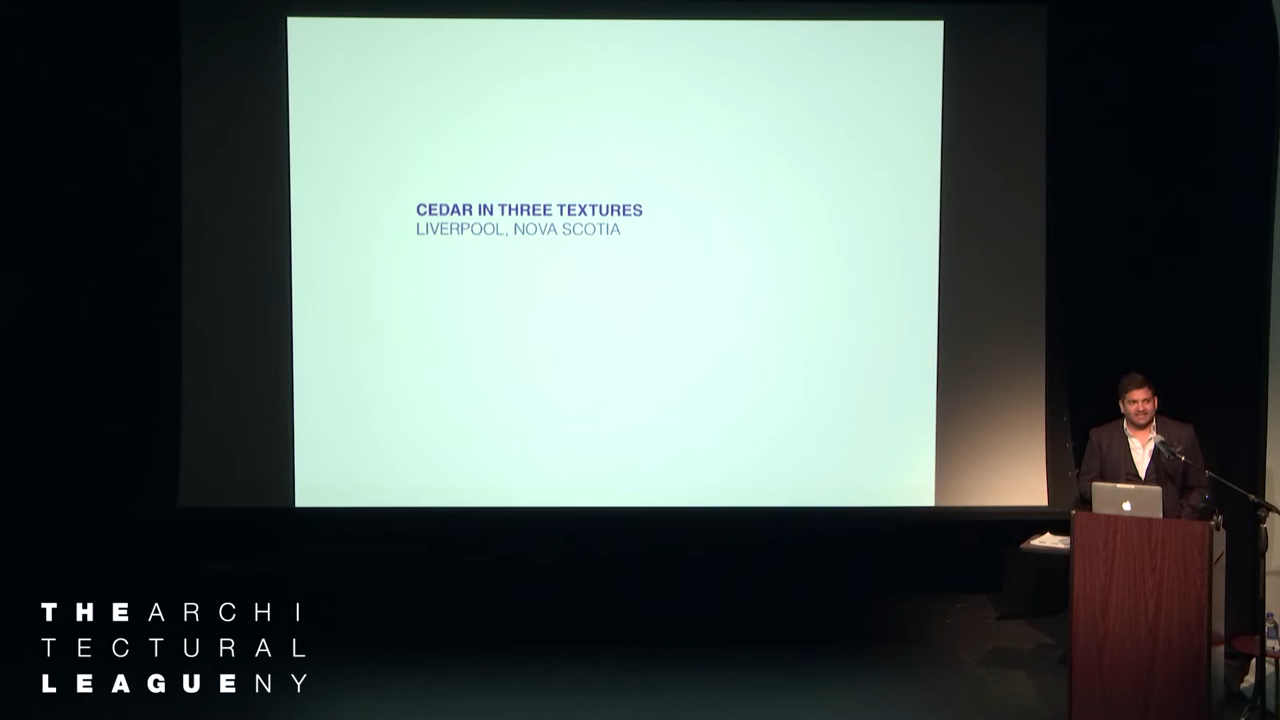 CEDAR IN THREE TEXTURES
LIVERPOOL, NOVA SCOTIA
THE ARCHI
TECTURAL
LEAGUE NY